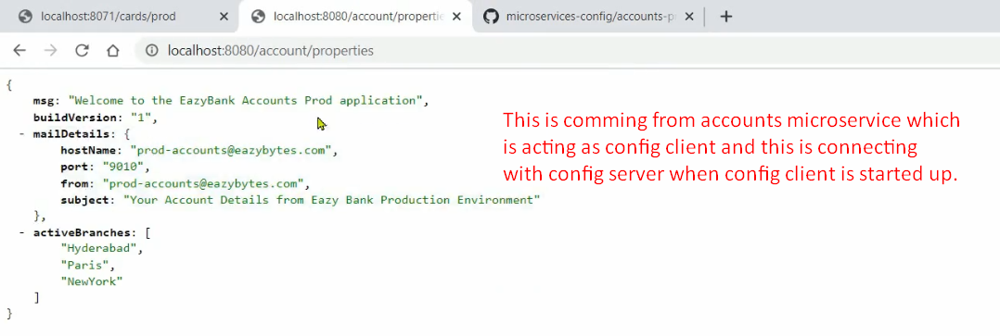 localhost:8071/cards/prod
localhost:8080/account/propertie
microservices-config/accounts-p
localhost:8080/account/properties
{
msg: "Welcome to the EazyBank Accounts Prod application",
buildVersion: "1",
- mailDetails: {
hostName: "prod-accounts@eazybytes.com",
port: "9010",
from: "prod-accounts@eazybytes.com",
subject: "Your Account Details from Eazy Bank Production Environment"
},
- activeBranches: [
"Hyderabad",
"Paris",
"NewYork"
]
}
This is comming from accounts microservice which
is acting as config client and this is connecting
with config server when config client is started up.